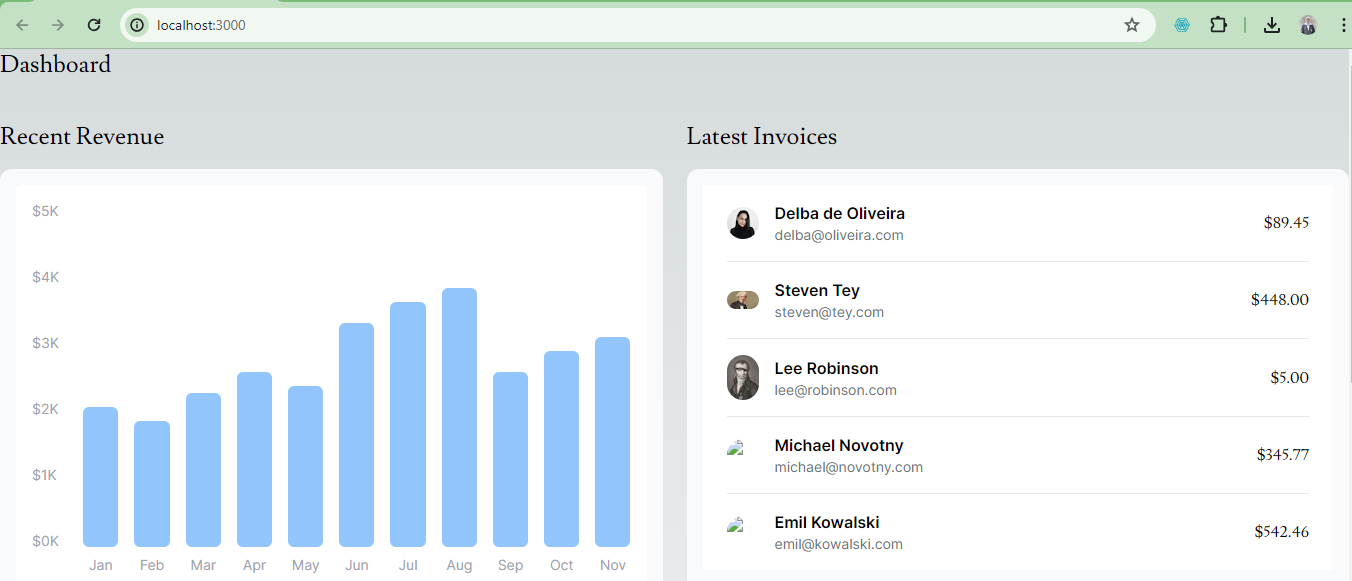 localhost:3000
Dashboard
Recent Revenue
$5K
$4K
$3K
$2K
$1K
$0K
Jan Feb Mar Apr May Jun Jul Aug Sep Oct Nov
Latest Invoices
Delba de Oliveira
delba@oliveira.com
$89.45
Steven Tey
steven@tey.com
$448.00
Lee Robinson
lee@robinson.com
$5.00
Michael Novotny
michael@novotny.com
$345.77
Emil Kowalski
emil@kowalski.com
$542.46